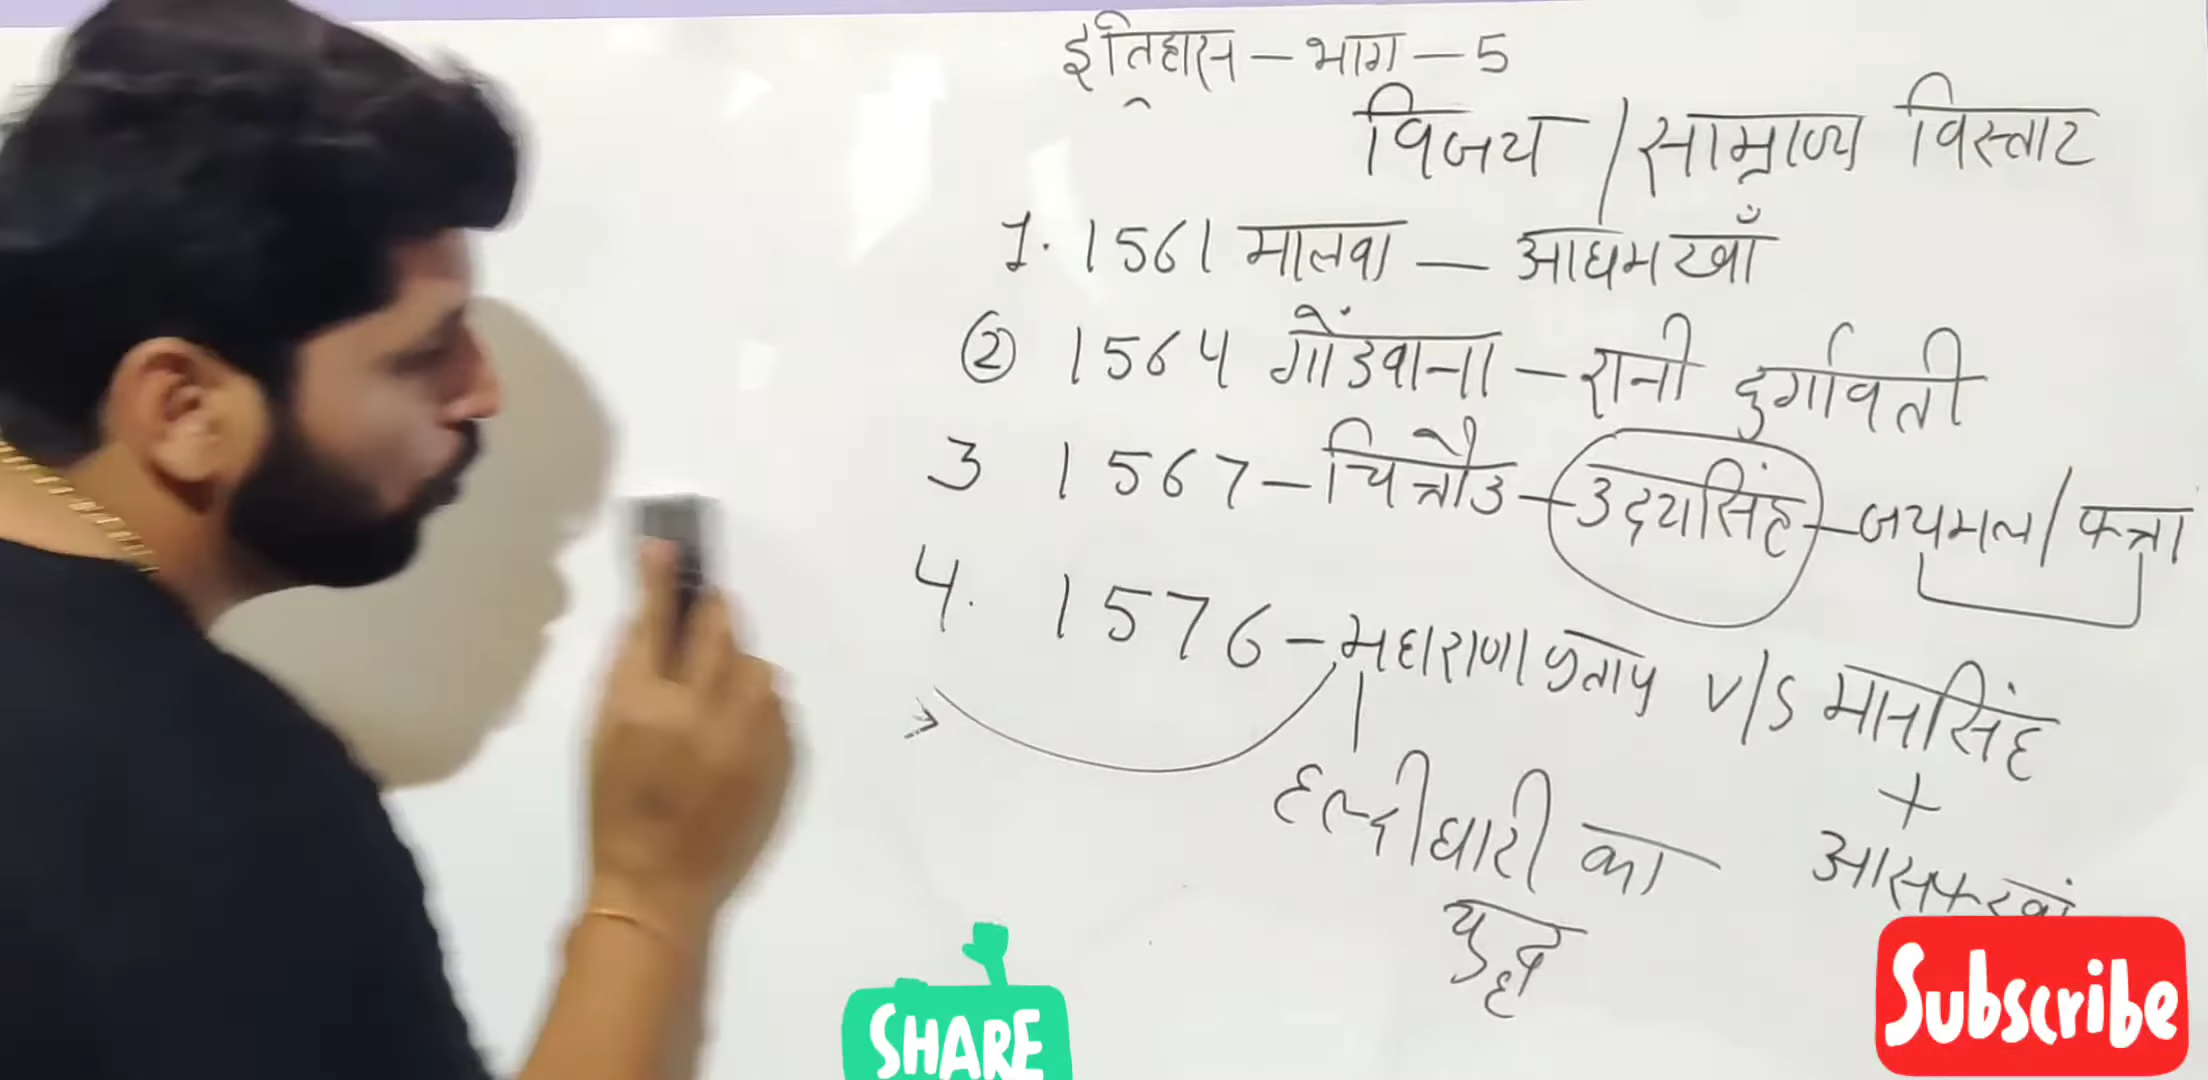 इतिहास – भाग – 5
विजय / साम्राज्य विस्तार
1. 1561 मालवा — आधमखाँ
② 1564 गोंडवाना – रानी दुर्गावती
3 1567 – चित्तौड – उदयसिंह – जयमल / फत्ता
4. 1576 – महाराणा प्रताप v/s मानसिंह
+
हल्दीघाटी का आसफखां
युद्ध
SHARE
Subscribe